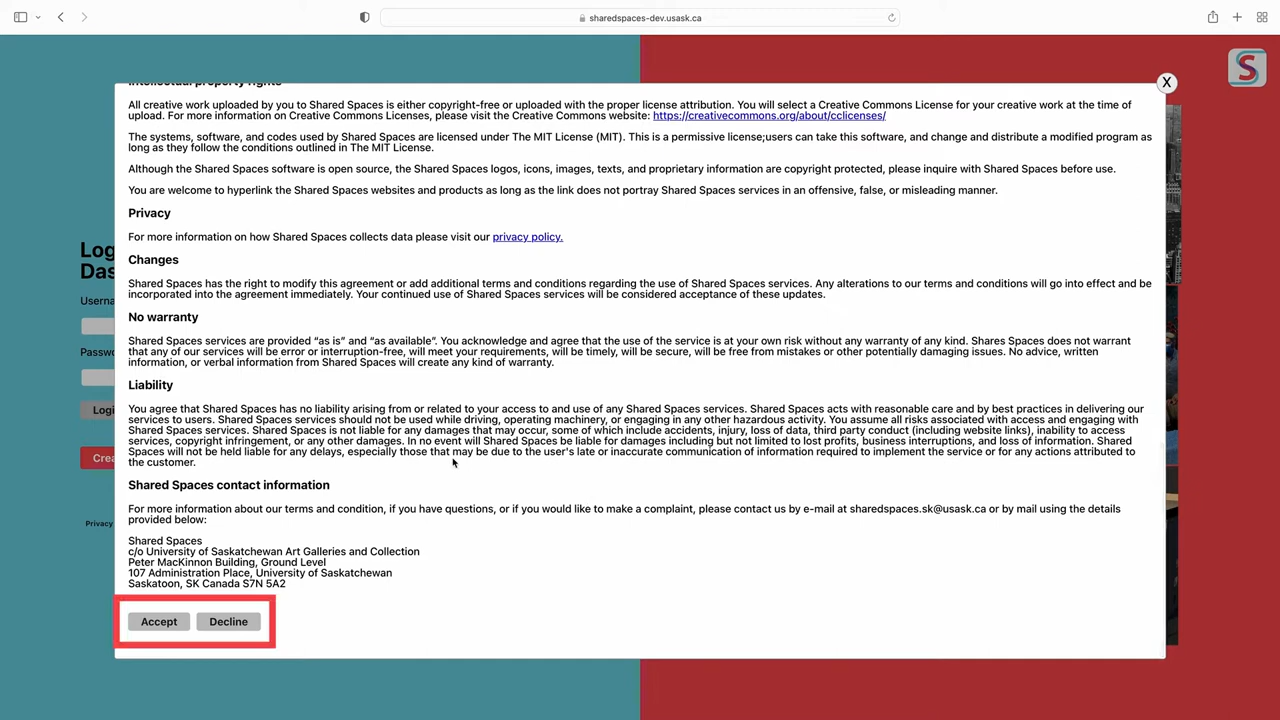 sharedspaces-dev.usask.ca
S
X
Intellectual property rights
All creative work uploaded by you to Shared Spaces is either copyright-free or uploaded with the proper license attribution. You will select a Creative Commons License for your creative work at the time of
upload. For more information on Creative Commons Licenses, please visit the Creative Commons website: https://creativecommons.org/about/cclicenses/
The systems, software, and codes used by Shared Spaces are licensed under The MIT License (MIT). This is a permissive license;users can take this software, and change and distribute a modified program as
long as they follow the conditions outlined in The MIT License.
Although the Shared Spaces software is open source, the Shared Spaces logos, icons, images, texts, and proprietary information are copyright protected, please inquire with Shared Spaces before use.
You are welcome to hyperlink the Shared Spaces websites and products as long as the link does not portray Shared Spaces services in an offensive, false, or misleading manner.
Privacy
For more information on how Shared Spaces collects data please visit our privacy policy.
Changes
Shared Spaces has the right to modify this agreement or add additional terms and conditions regarding the use of Shared Spaces services. Any alterations to our terms and conditions will go into effect and be
incorporated into the agreement immediately. Your continued use of Shared Spaces services will be considered acceptance of these updates.
No warranty
Shared Spaces services are provided “as is” and “as available”. You acknowledge and agree that the use of the service is at your own risk without any warranty of any kind. Shares Spaces does not warrant
that any of our services will be error or interruption-free, will meet your requirements, will be timely, will be secure, will be free from mistakes or other potentially damaging issues. No advice, written
information, or verbal information from Shared Spaces will create any kind of warranty.
Liability
You agree that Shared Spaces has no liability arising from or related to your access to and use of any Shared Spaces services. Shared Spaces acts with reasonable care and by best practices in delivering our
services to users. Shared Spaces services should not be used while driving, operating machinery, or engaging in any other hazardous activity. You assume all risks associated with access and engaging with
Shared Spaces services. Shared Spaces is not liable for any damages that may occur, some of which include accidents, injury, loss of data, third party conduct (including website links), inability to access
services, copyright infringement, or any other damages. In no event will Shared Spaces be liable for damages including but not limited to lost profits, business interruptions, and loss of information. Shared
Spaces will not be held liable for any delays, especially those that may be due to the user's late or inaccurate communication of information required to implement the service or for any actions attributed to
the customer.
Shared Spaces contact information
For more information about our terms and condition, if you have questions, or if you would like to make a complaint, please contact us by e-mail at sharedspaces.sk@usask.ca or by mail using the details
provided below:
Shared Spaces
c/o University of Saskatchewan Art Galleries and Collection
Peter MacKinnon Building, Ground Level
107 Administration Place, University of Saskatchewan
Saskatoon, SK Canada S7N 5A2
Accept Decline
Log
Das
Userna
Passwo
Logi
Crea
Privacy